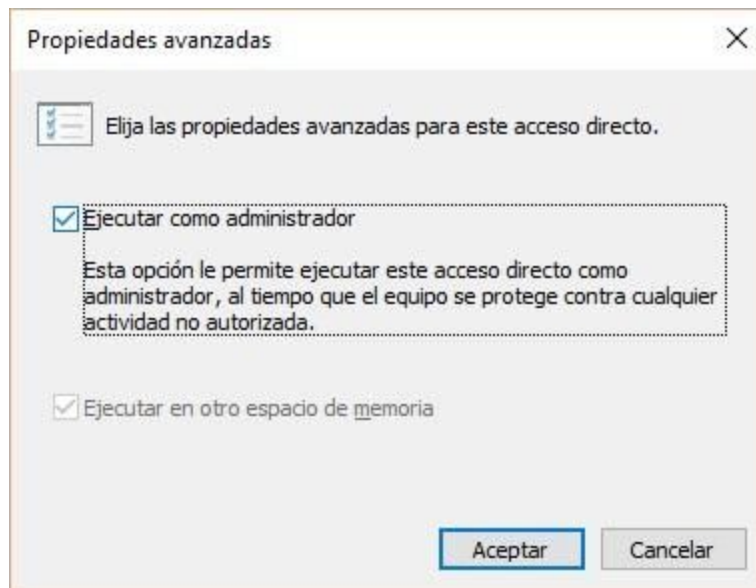 Propiedades avanzadas
Elija las propiedades avanzadas para este acceso directo.
Ejecutar como administrador
Esta opción le permite ejecutar este acceso directo como
administrador, al tiempo que el equipo se protege contra cualquier
actividad no autorizada.
Ejecutar en otro espacio de memoria
Aceptar
Cancelar